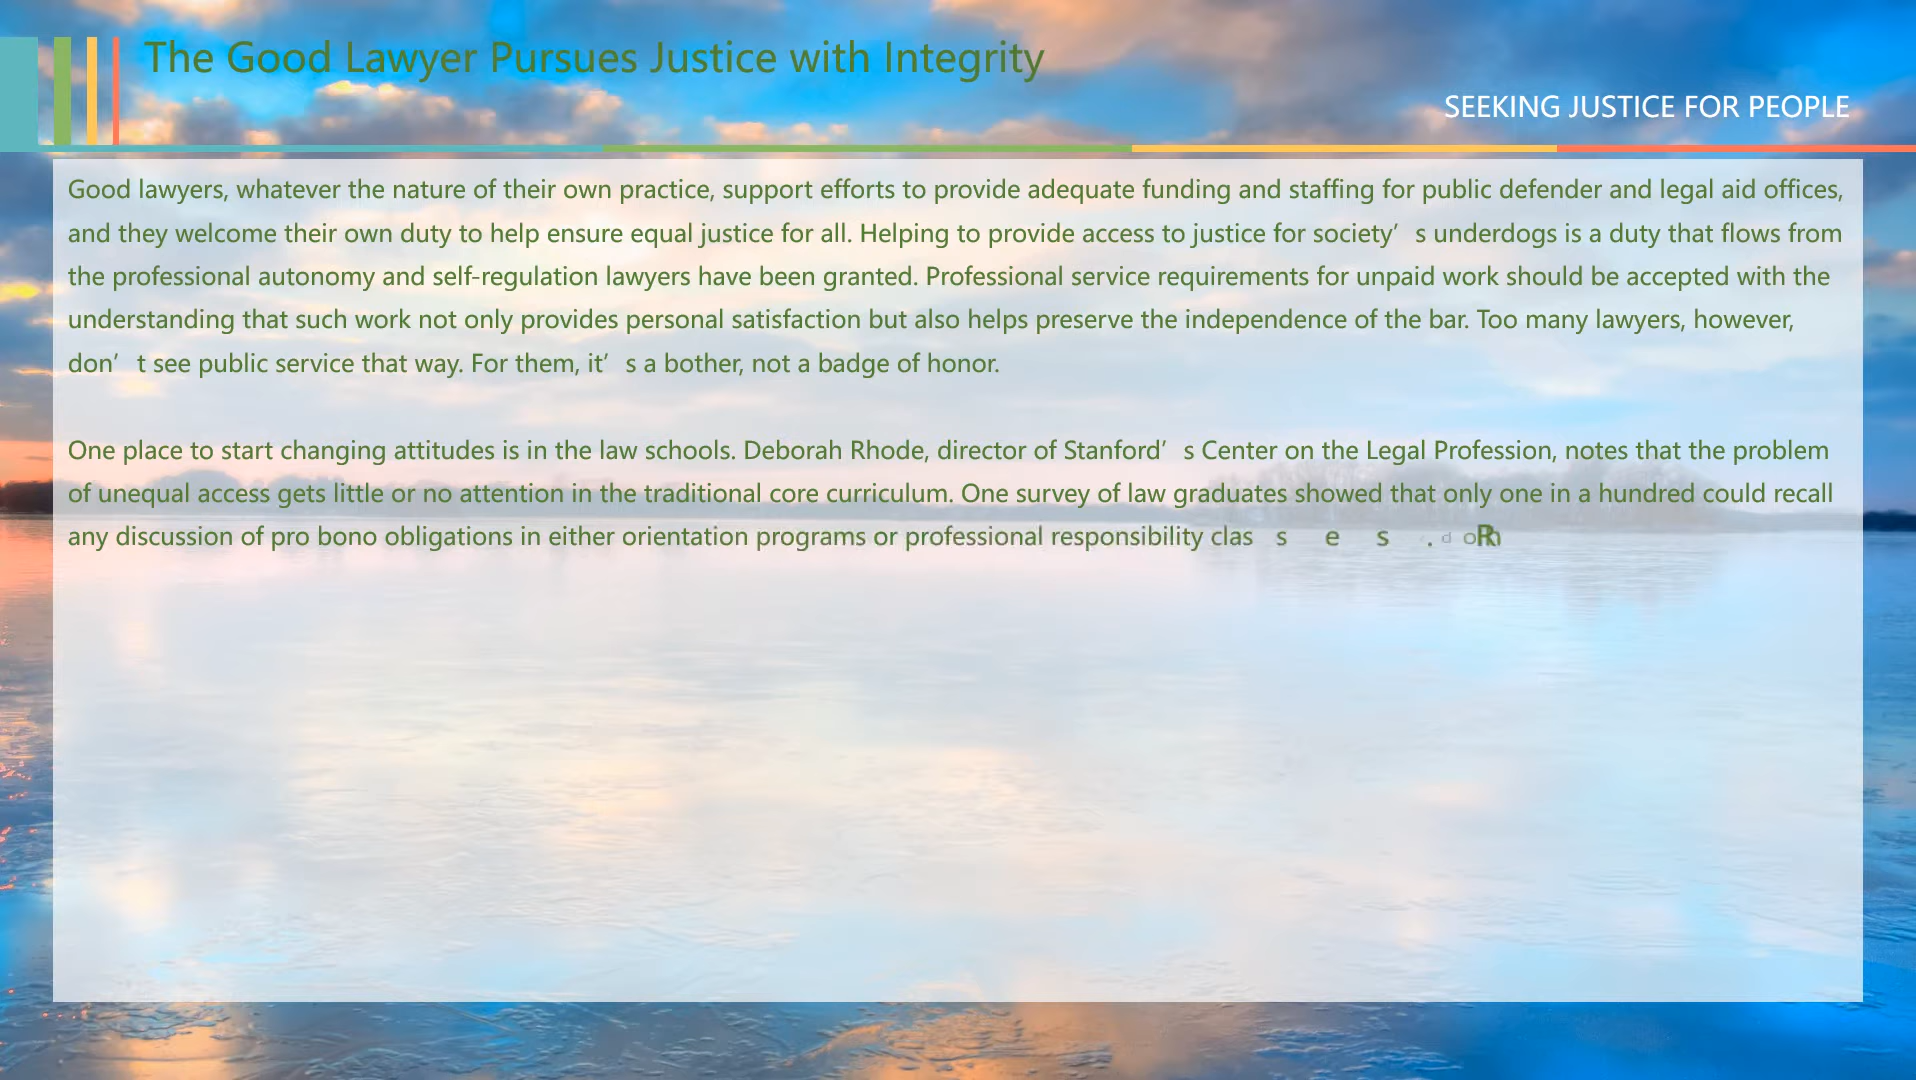 The Good Lawyer Pursues Justice with Integrity
SEEKING JUSTICE FOR PEOPLE
Good lawyers, whatever the nature of their own practice, support efforts to provide adequate funding and staffing for public defender and legal aid offices,
and they welcome their own duty to help ensure equal justice for all. Helping to provide access to justice for society’s underdogs is a duty that flows from
the professional autonomy and self-regulation lawyers have been granted. Professional service requirements for unpaid work should be accepted with the
understanding that such work not only provides personal satisfaction but also helps preserve the independence of the bar. Too many lawyers, however,
don’t see public service that way. For them, it’s a bother, not a badge of honor.
One place to start changing attitudes is in the law schools. Deborah Rhode, director of Stanford’s Center on the Legal Profession, notes that the problem
of unequal access gets little or no attention in the traditional core curriculum. One survey of law graduates showed that only one in a hundred could recall
any discussion of pro bono obligations in either orientation programs or professional responsibility classes.